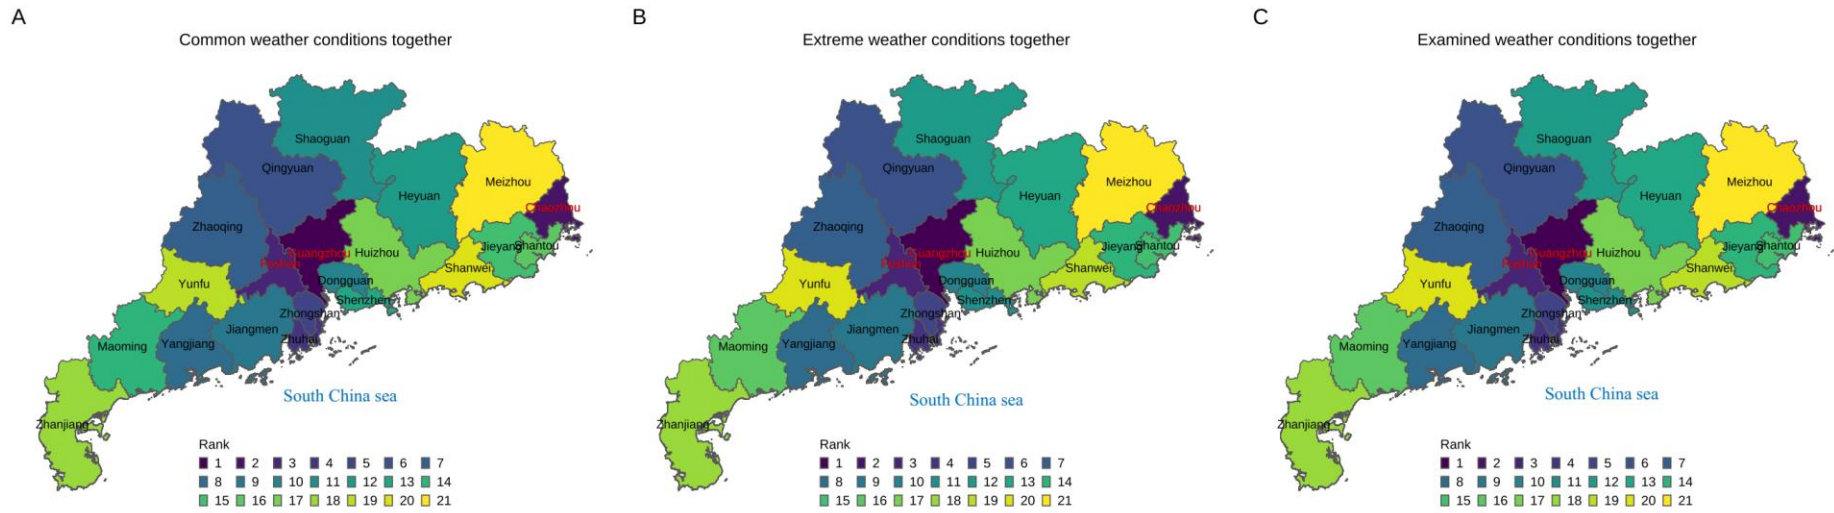 A
Common weather conditions together
Shaoguan
Qingyuan
Meizhou
Heyuan
Chaozhou
Zhaoqing
Jieyang
Shantou
Guangzhou
Huizhou
Foshan
Shanwei
Yunfu
Dongguan
Shenzhen
Zhongshan
Jiangmen
Zhuhai
Maoming
Yangjiang
South China sea
Zhanjiang
Rank
1 2 3 4 5 6 7
8 9 10 11 12 13 14
15 16 17 18 19 20 21
B
Extreme weather conditions together
Shaoguan
Qingyuan
Meizhou
Heyuan
Chaozhou
Zhaoqing
Jieyang
Shantou
Guangzhou
Huizhou
Foshan
Shanwei
Yunfu
Dongguan
Shenzhen
Zhongshan
Jiangmen
Zhuhai
Maoming
Yangjiang
South China sea
Zhanjiang
Rank
1 2 3 4 5 6 7
8 9 10 11 12 13 14
15 16 17 18 19 20 21
C
Examined weather conditions together
Shaoguan
Qingyuan
Meizhou
Heyuan
Chaozhou
Zhaoqing
Jieyang
Shantou
Guangzhou
Huizhou
Foshan
Shanwei
Yunfu
Dongguan
Shenzhen
Zhongshan
Jiangmen
Zhuhai
Maoming
Yangjiang
South China sea
Zhanjiang
Rank
1 2 3 4 5 6 7
8 9 10 11 12 13 14
15 16 17 18 19 20 21